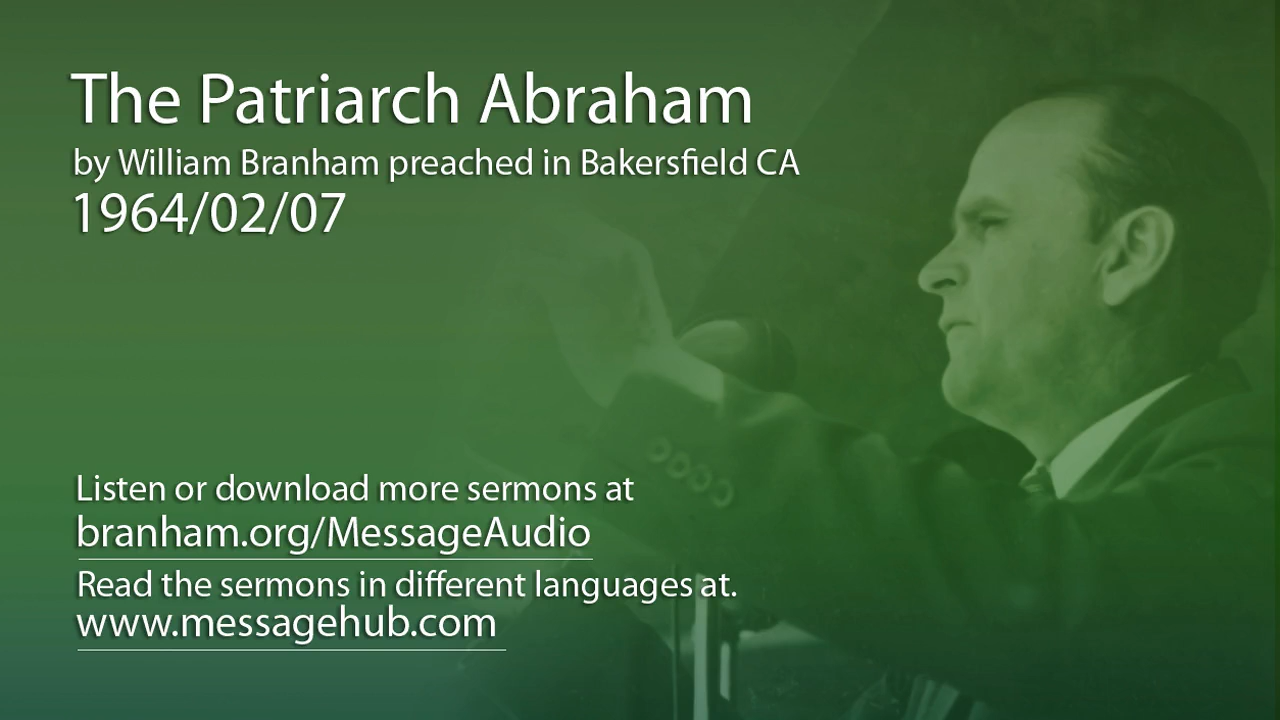 The Patriarch Abraham
by William Branham preached in Bakersfield CA
1964/02/07
Listen or download more sermons at
branham.org/MessageAudio
Read the sermons in different languages at.
www.messagehub.com